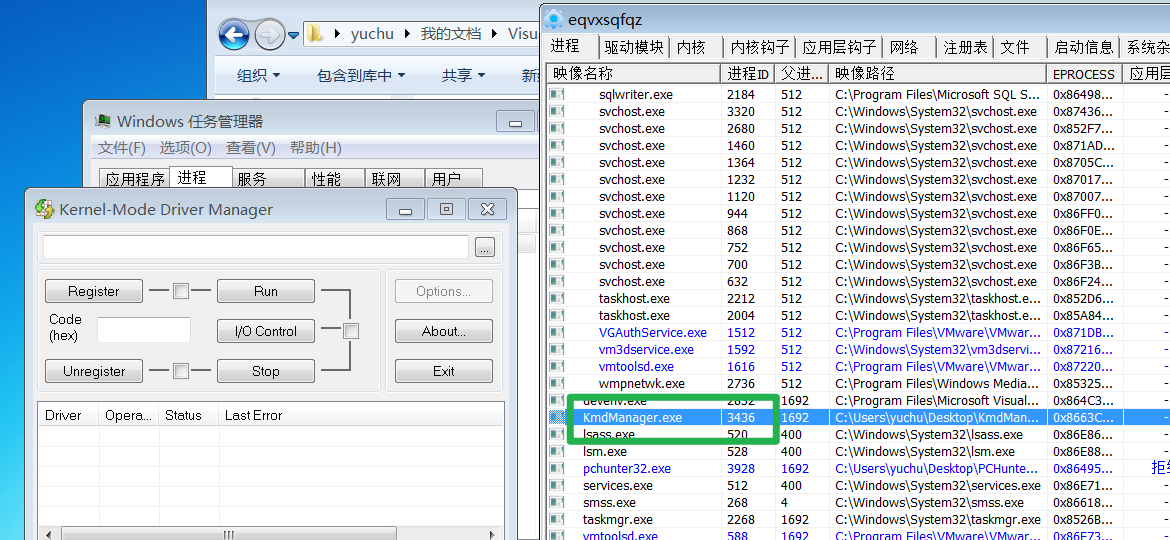 yuchu
我的文档
Visu
组织
包含到库中
共享
新
Windows 任务管理器
文件(F) 选项(O) 查看(V) 帮助(H)
应用程序 进程 服务 性能 联网 用户
Kernel-Mode Driver Manager
...
Register Run Options...
Code
(hex)
I/O Control About...
Unregister Stop Exit
Driver Opera... Status Last Error
eqvxsqfqz
进程 驱动模块 内核 内核钩子 应用层钩子 网络 注册表 文件 启动信息 系统杂
映像名称 进程ID 父进... 映像路径 EPROCESS 应用层
sqlwriter.exe 2184 512 C:\Program Files\Microsoft SQL S... 0x86498... -
svchost.exe 3320 512 C:\Windows\System32\svchost.exe 0x87436... -
svchost.exe 2680 512 C:\Windows\System32\svchost.exe 0x852F7... -
svchost.exe 1460 512 C:\Windows\System32\svchost.exe 0x871AD... -
svchost.exe 1364 512 C:\Windows\System32\svchost.exe 0x8705C... -
svchost.exe 1232 512 C:\Windows\System32\svchost.exe 0x87017... -
svchost.exe 1120 512 C:\Windows\System32\svchost.exe 0x87007... -
svchost.exe 944 512 C:\Windows\System32\svchost.exe 0x86FF0... -
svchost.exe 868 512 C:\Windows\System32\svchost.exe 0x86F0E... -
svchost.exe 752 512 C:\Windows\System32\svchost.exe 0x86F65... -
svchost.exe 700 512 C:\Windows\System32\svchost.exe 0x86F3B... -
svchost.exe 632 512 C:\Windows\System32\svchost.exe 0x86F24... -
taskhost.exe 2212 512 C:\Windows\System32\taskhost.e... 0x852D6... -
taskhost.exe 2004 512 C:\Windows\System32\taskhost.e... 0x85A84... -
VGAuthService.exe 1512 512 C:\Program Files\VMware\VMwar... 0x871DB... -
vm3dservice.exe 1592 512 C:\Windows\System32\vm3dservi... 0x87216... -
vmtoolsd.exe 1616 512 C:\Program Files\VMware\VMwar... 0x87220... -
wmpnetwk.exe 2736 512 C:\Program Files\Windows Media... 0x85325... -
devenv.exe 2832 1692 C:\Program Files\Microsoft Visual... 0x864C3... -
KmdManager.exe 3436 1692 C:\Users\yuchu\Desktop\KmdMan... 0x8663C... -
lsass.exe 520 400 C:\Windows\System32\lsass.exe 0x86E86... -
lsm.exe 528 400 C:\Windows\System32\lsm.exe 0x86E88... -
pchunter32.exe 3928 1692 C:\Users\yuchu\Desktop\PCHunte... 0x86495... 拒
services.exe 512 400 C:\Windows\System32\services.exe 0x86E71... -
smss.exe 268 4 C:\Windows\System32\smss.exe 0x86618... -
taskmgr.exe 2268 1692 C:\Windows\System32\taskmgr.exe 0x8526B... -
vmtoolsd.exe 588 1692 C:\Program Files\VMware\VMwar... 0x86F73... -